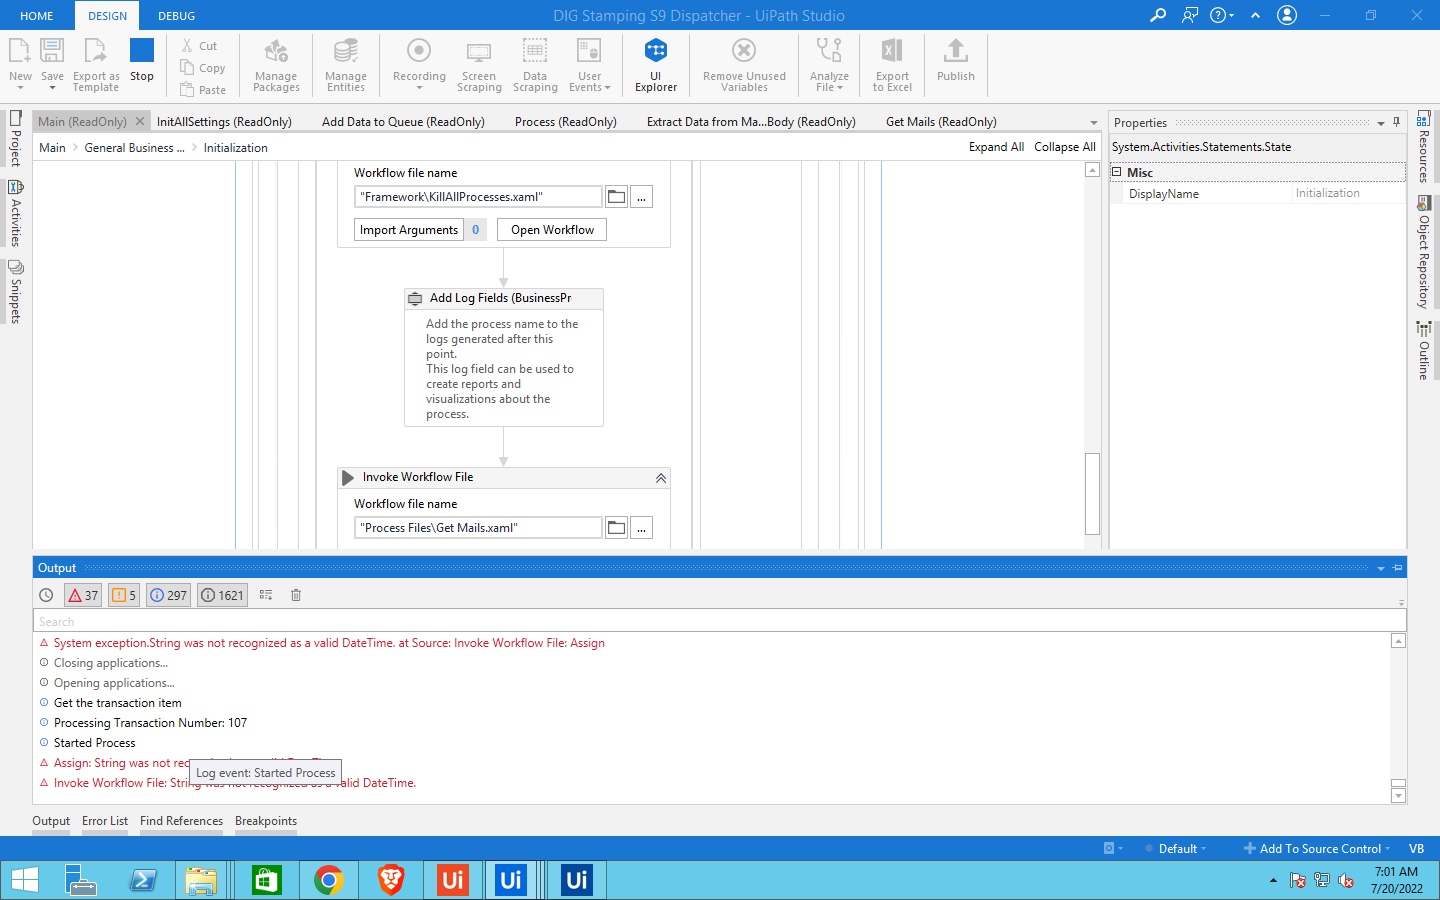 HOME
DESIGN
DEBUG
DIG Stamping S9 Dispatcher - UiPath Studio
New
Save
Export as Template
Stop
Cut
Copy
Paste
Manage Packages
Manage Entities
Recording
Screen Scraping
Data Scraping
User Events
UI Explorer
Remove Unused Variables
Analyze File
Export to Excel
Publish
Main (ReadOnly)
InitAllSettings (ReadOnly)
Add Data to Queue (ReadOnly)
Process (ReadOnly)
Extract Data from Ma...Body (ReadOnly)
Get Mails (ReadOnly)
Main
General Business ...
Initialization
Expand All
Collapse All
Project
Activities
Snippets
Workflow file name
"Framework\KillAllProcesses.xaml"
...
Import Arguments
0
Open Workflow
Add Log Fields (BusinessPr
Add the process name to the
logs generated after this
point.
This log field can be used to
create reports and
visualizations about the
process.
Invoke Workflow File
Workflow file name
"Process Files\Get Mails.xaml"
...
Properties
System.Activities.Statements.State
Misc
DisplayName
Initialization
Resources
Object Repository
Outline
Output
37
5
297
1621
Search
System exception.String was not recognized as a valid DateTime. at Source: Invoke Workflow File: Assign
Closing applications...
Opening applications...
Get the transaction item
Processing Transaction Number: 107
Started Process
Assign: String was not rec
Log event: Started Process
Invoke Workflow File: String was not recognized as a valid DateTime.
Output
Error List
Find References
Breakpoints
Default
Add To Source Control
VB
Ui
Ui
Ui
7:01 AM
7/20/2022